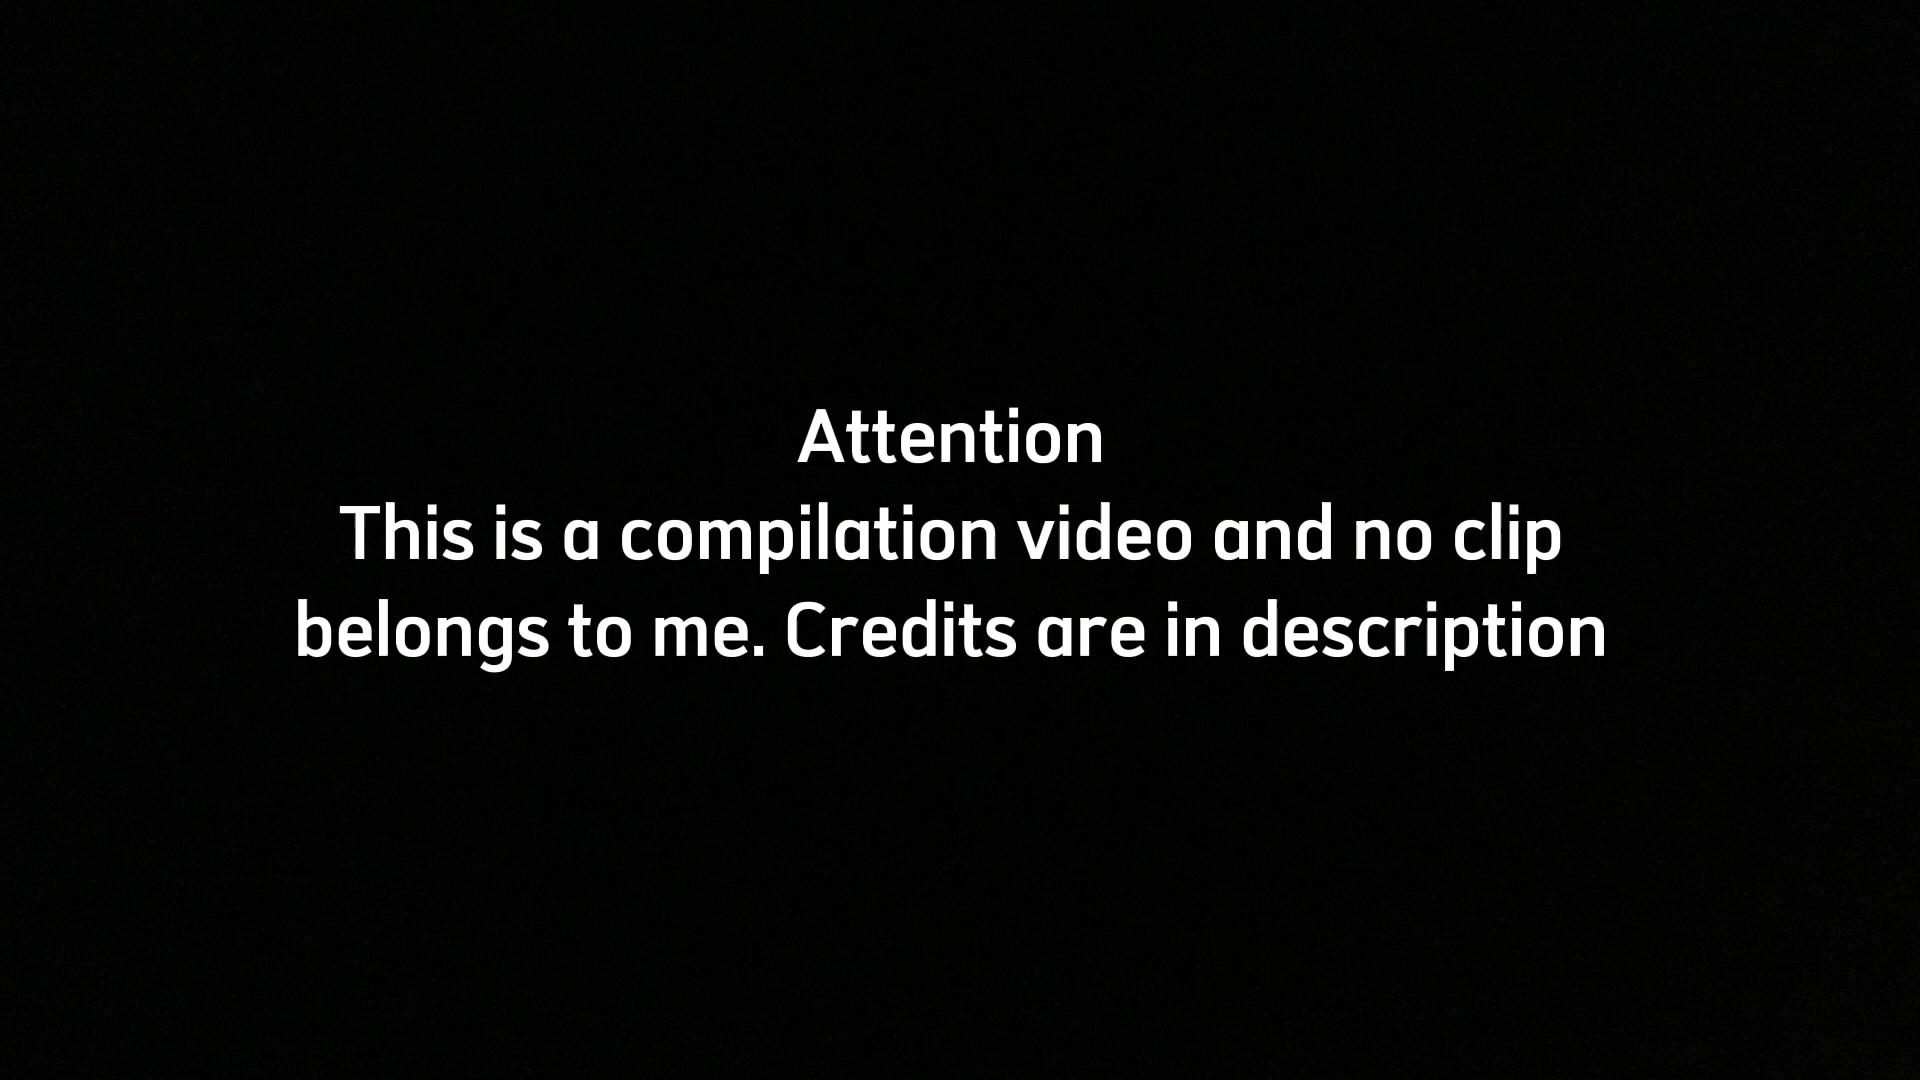 Attention
This is a compilation video and no clip
belongs to me. Credits are in description